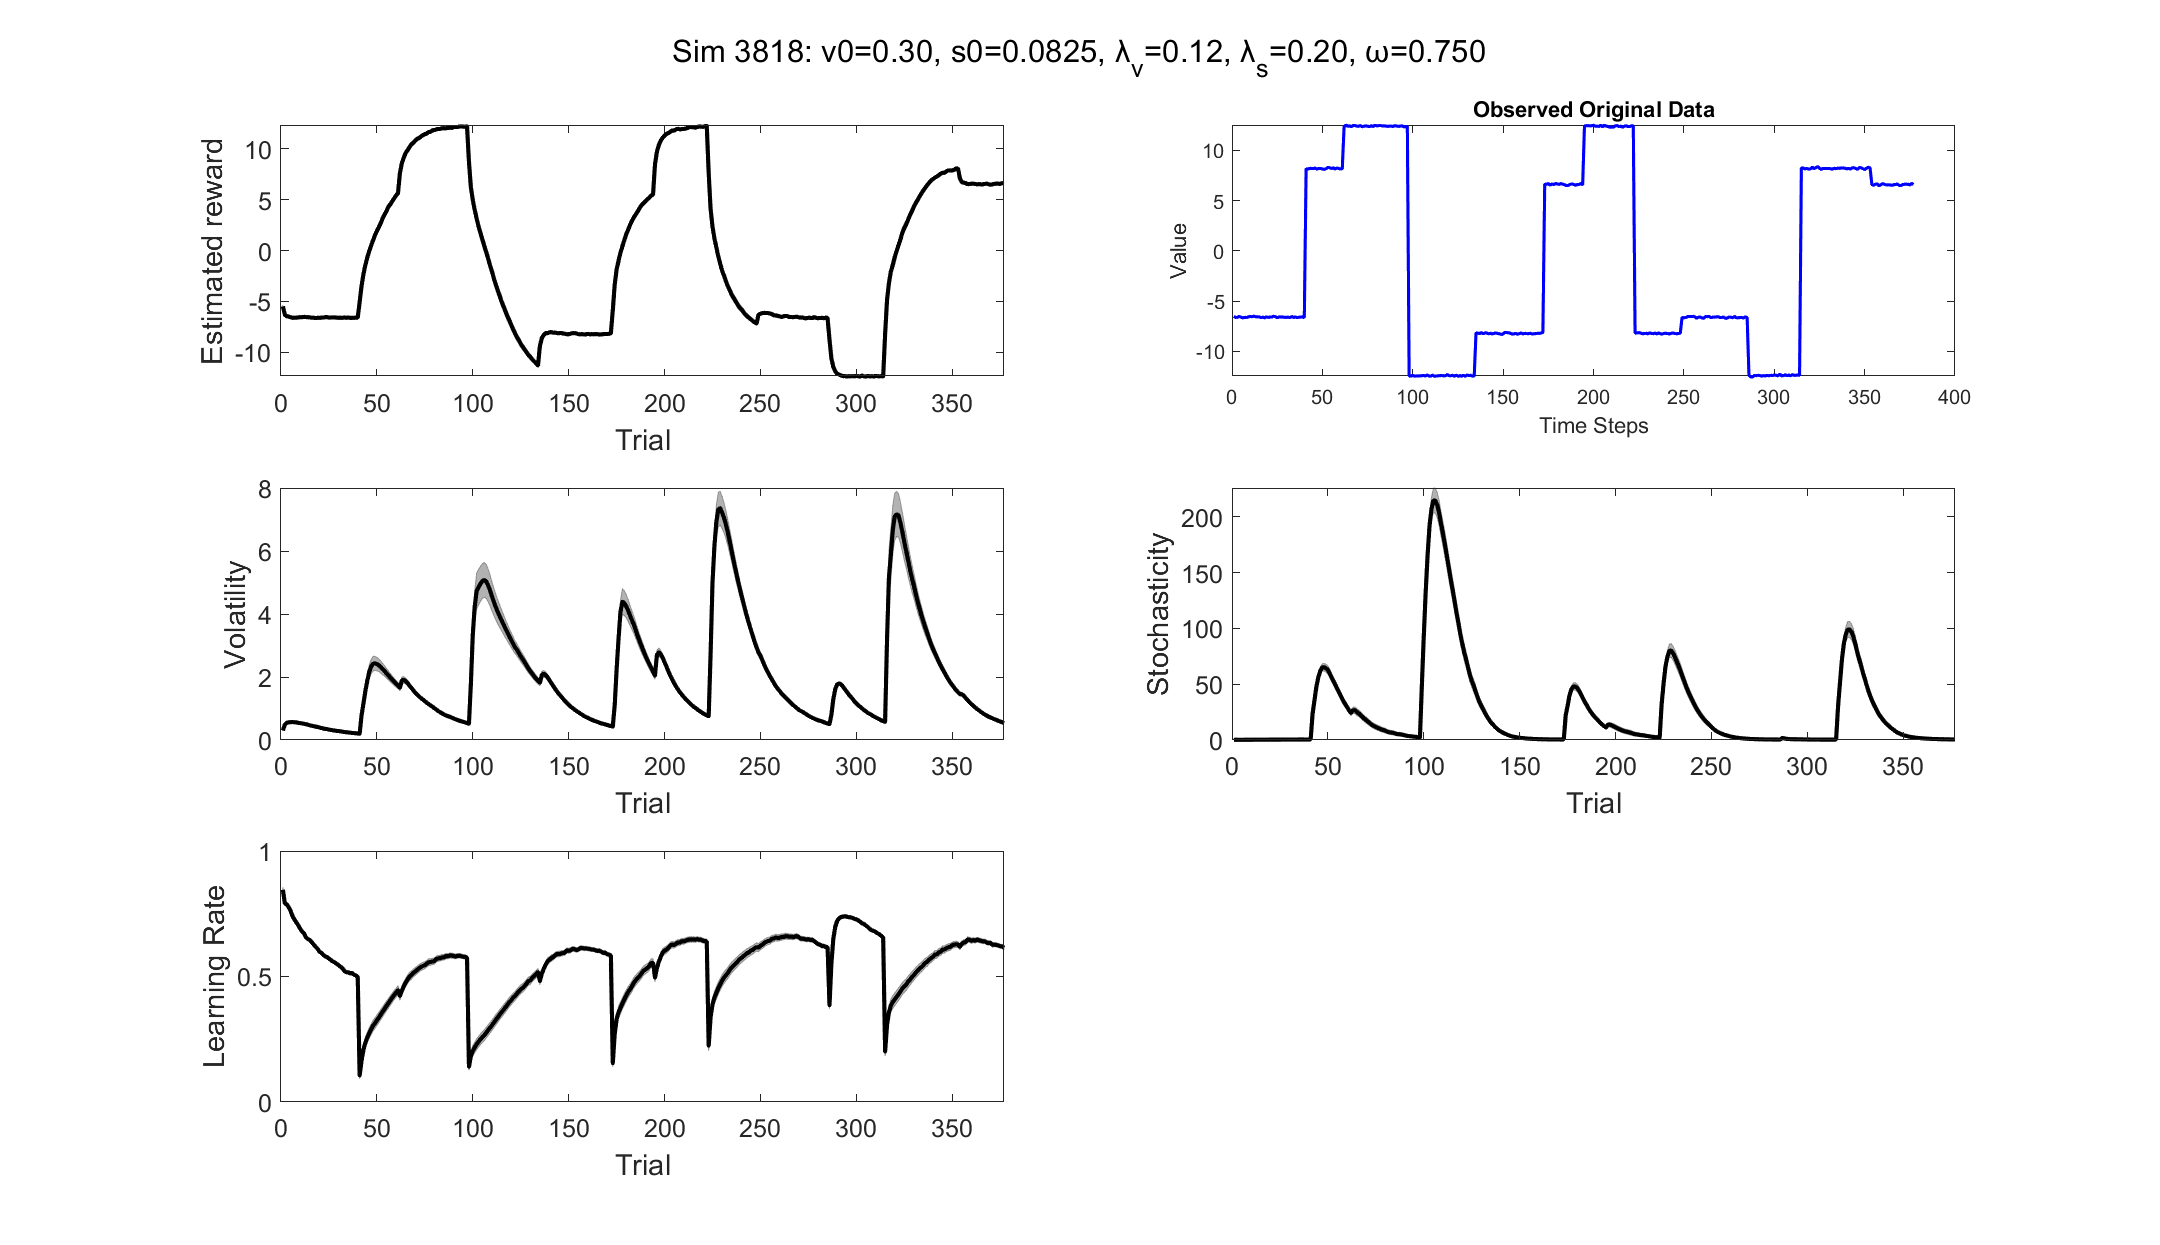 Sim 3818: v0=0.30, s0=0.0825, λv=0.12, λs=0.20, ω=0.750
Estimated reward
10
5
0
-5
-10
0 50 100 150 200 250 300 350
Trial
Observed Original Data
Value
10
5
0
-5
-10
0 50 100 150 200 250 300 350 400
Time Steps
Volatility
8
6
4
2
0
0 50 100 150 200 250 300 350
Trial
Stochasticity
200
150
100
50
0
0 50 100 150 200 250 300 350
Trial
Learning Rate
1
0.5
0
0 50 100 150 200 250 300 350
Trial